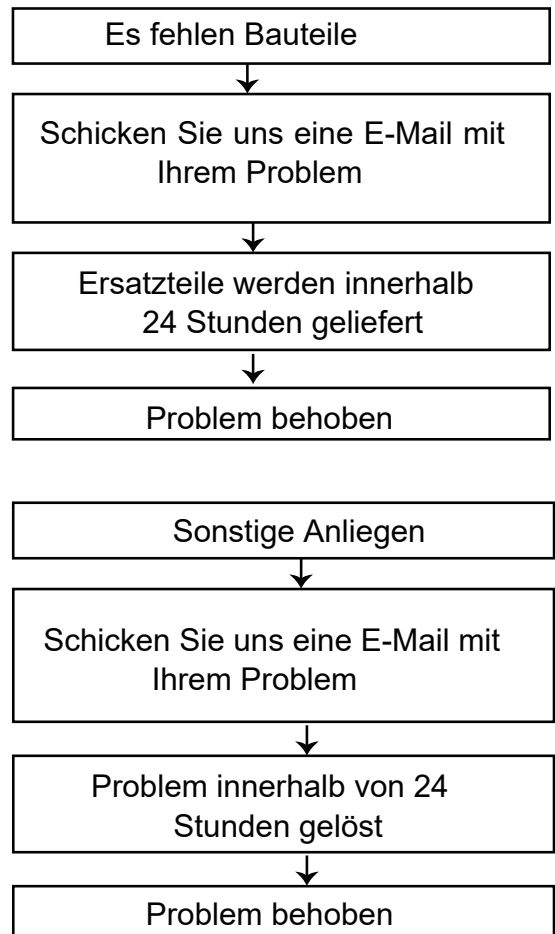 Es fehlen Bauteile
Schicken Sie uns eine E-Mail mit
Ihrem Problem
Ersatzteile werden innerhalb
24 Stunden geliefert
Problem behoben
Sonstige Anliegen
Schicken Sie uns eine E-Mail mit
Ihrem Problem
Problem innerhalb von 24
Stunden gelöst
Problem behoben